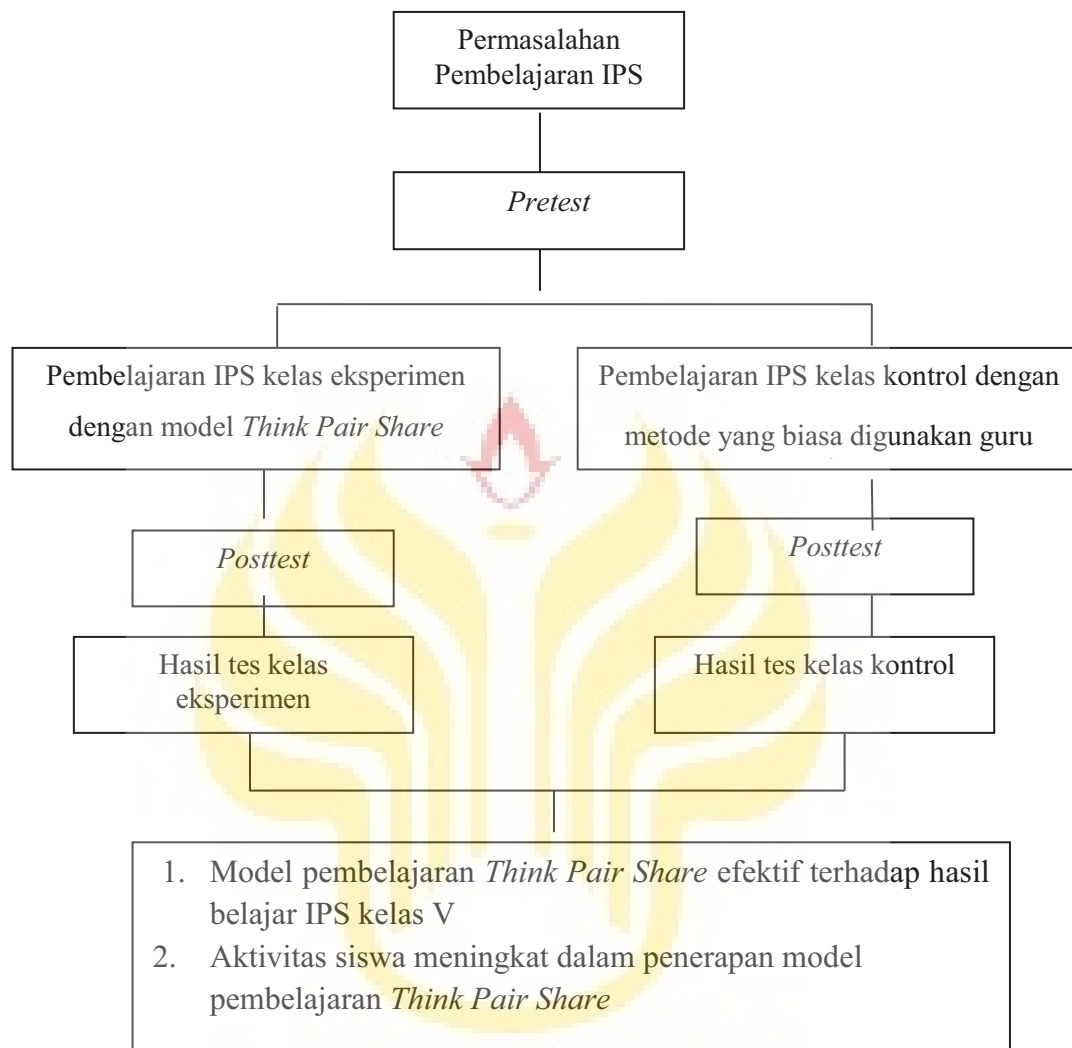 Permasalahan
Pembelajaran IPS
Pretest
Pembelajaran IPS kelas eksperimen
dengan model Think Pair Share
Pembelajaran IPS kelas kontrol dengan
metode yang biasa digunakan guru
Posttest
Posttest
Hasil tes kelas
eksperimen
Hasil tes kelas kontrol
1. Model pembelajaran Think Pair Share efektif terhadap hasil
belajar IPS kelas V
2. Aktivitas siswa meningkat dalam penerapan model
pembelajaran Think Pair Share